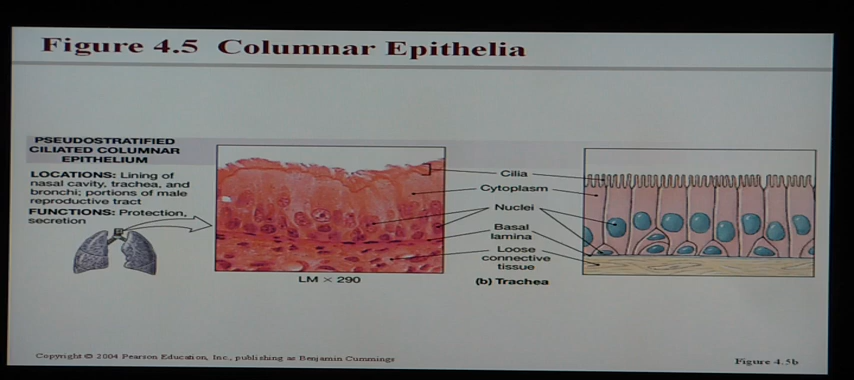 Figure 4.5 Columnar Epithelia
PSEUDOSTRATIFIED
CILIATED COLUMNAR
EPITHELIUM
LOCATIONS: Lining of
nasal cavity, trachea, and
bronchi; portions of male
reproductive tract
FUNCTIONS: Protection,
secretion
LM × 290
Cilia
Cytoplasm
Nuclei
Basal
lamina
Loose
connective
tissue
(b) Trachea
Copyright © 2004 Pearson Education, Inc., publishing as Benjamin Cummings
Figure 4.5b